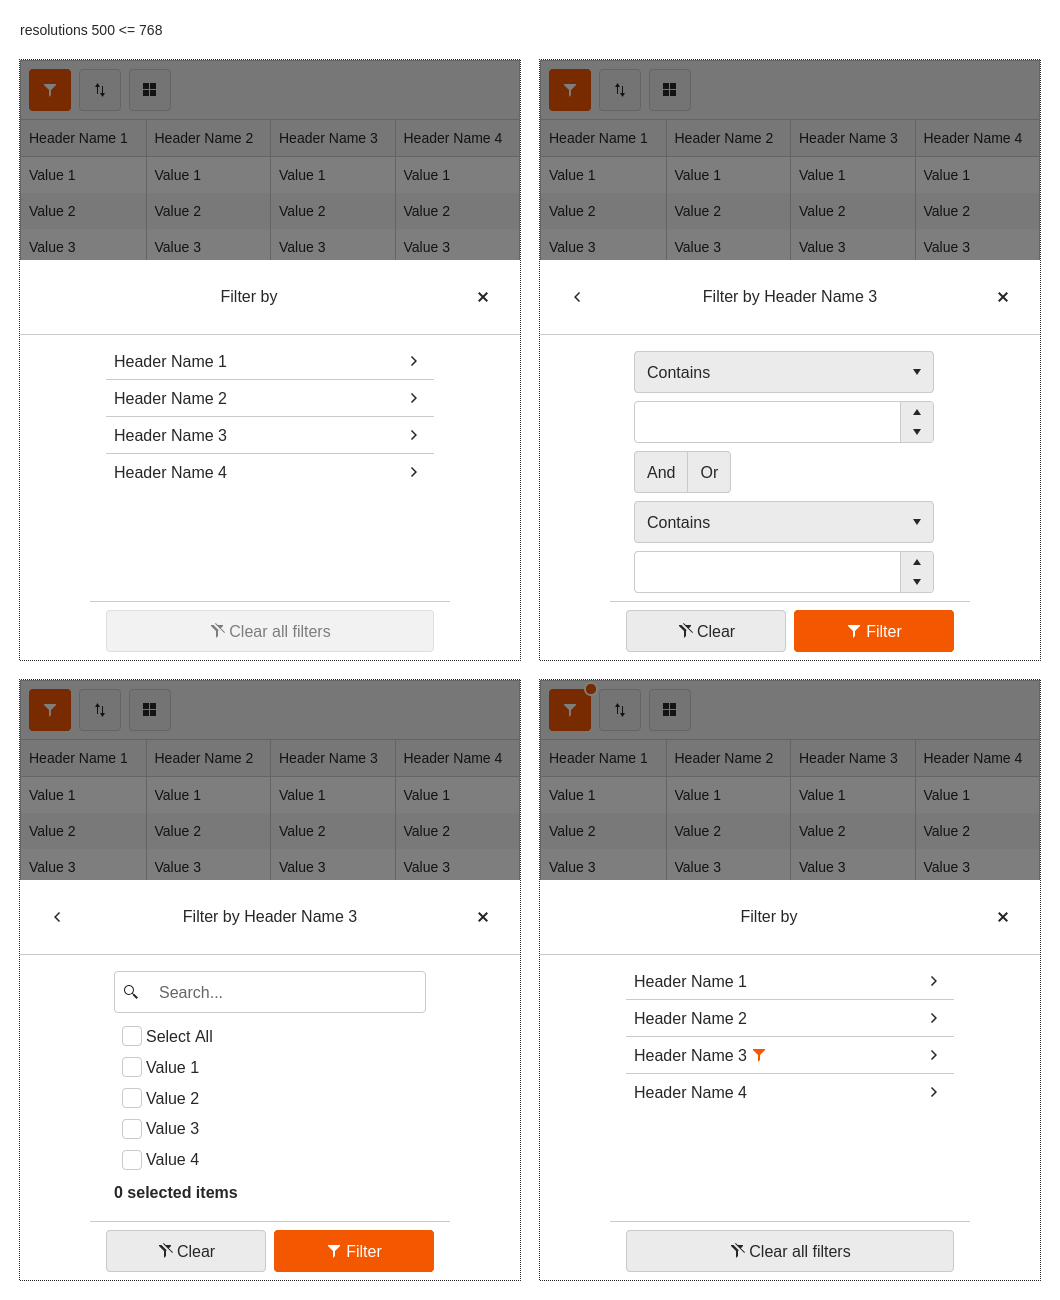 resolutions 500 <= 768
Header Name 1 Header Name 2 Header Name 3 Header Name 4
Value 1 Value 1 Value 1 Value 1
Value 2 Value 2 Value 2 Value 2
Value 3 Value 3 Value 3 Value 3
Filter by
Header Name 1
Header Name 2
Header Name 3
Header Name 4
Clear all filters
Header Name 1 Header Name 2 Header Name 3 Header Name 4
Value 1 Value 1 Value 1 Value 1
Value 2 Value 2 Value 2 Value 2
Value 3 Value 3 Value 3 Value 3
Filter by Header Name 3
Contains
And Or
Contains
Clear Filter
Header Name 1 Header Name 2 Header Name 3 Header Name 4
Value 1 Value 1 Value 1 Value 1
Value 2 Value 2 Value 2 Value 2
Value 3 Value 3 Value 3 Value 3
Filter by Header Name 3
Search...
Select All
Value 1
Value 2
Value 3
Value 4
0 selected items
Clear Filter
Header Name 1 Header Name 2 Header Name 3 Header Name 4
Value 1 Value 1 Value 1 Value 1
Value 2 Value 2 Value 2 Value 2
Value 3 Value 3 Value 3 Value 3
Filter by
Header Name 1
Header Name 2
Header Name 3
Header Name 4
Clear all filters